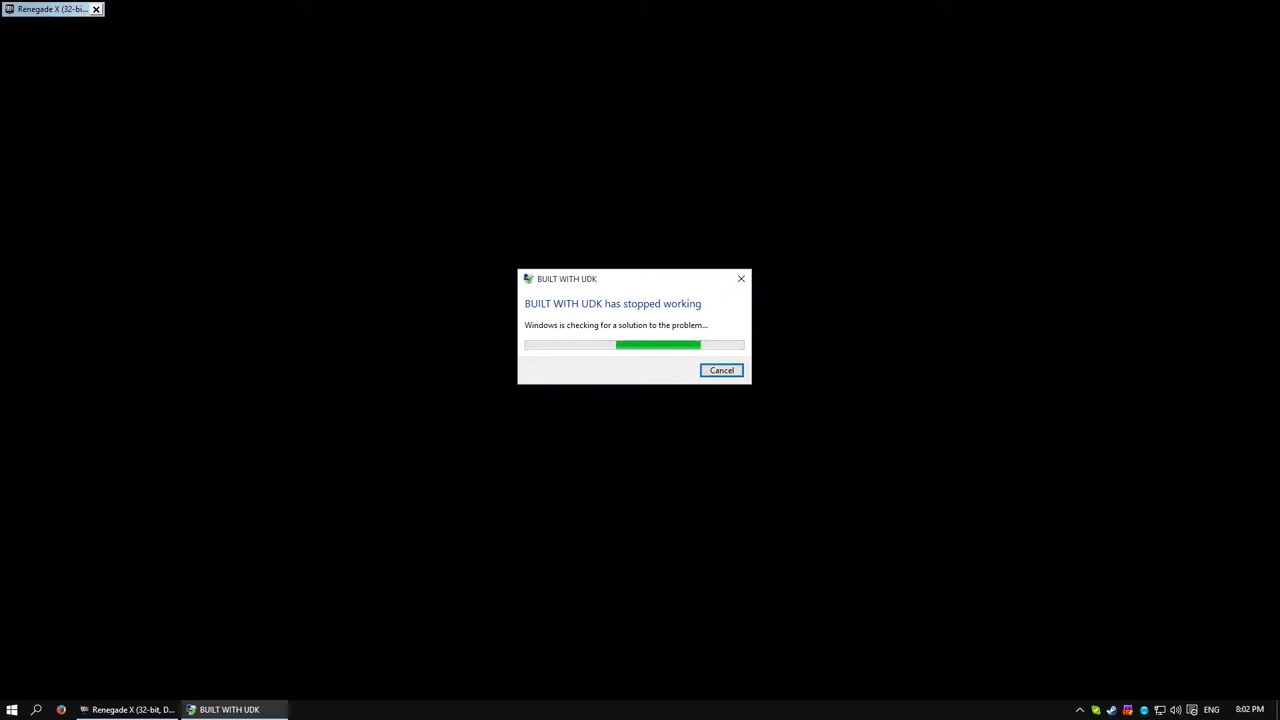 Renegade X (32-bi...
BUILT WITH UDK
BUILT WITH UDK has stopped working
Windows is checking for a solution to the problem...
Cancel
Renegade X (32-bit, D...
BUILT WITH UDK
ENG
8:02 PM